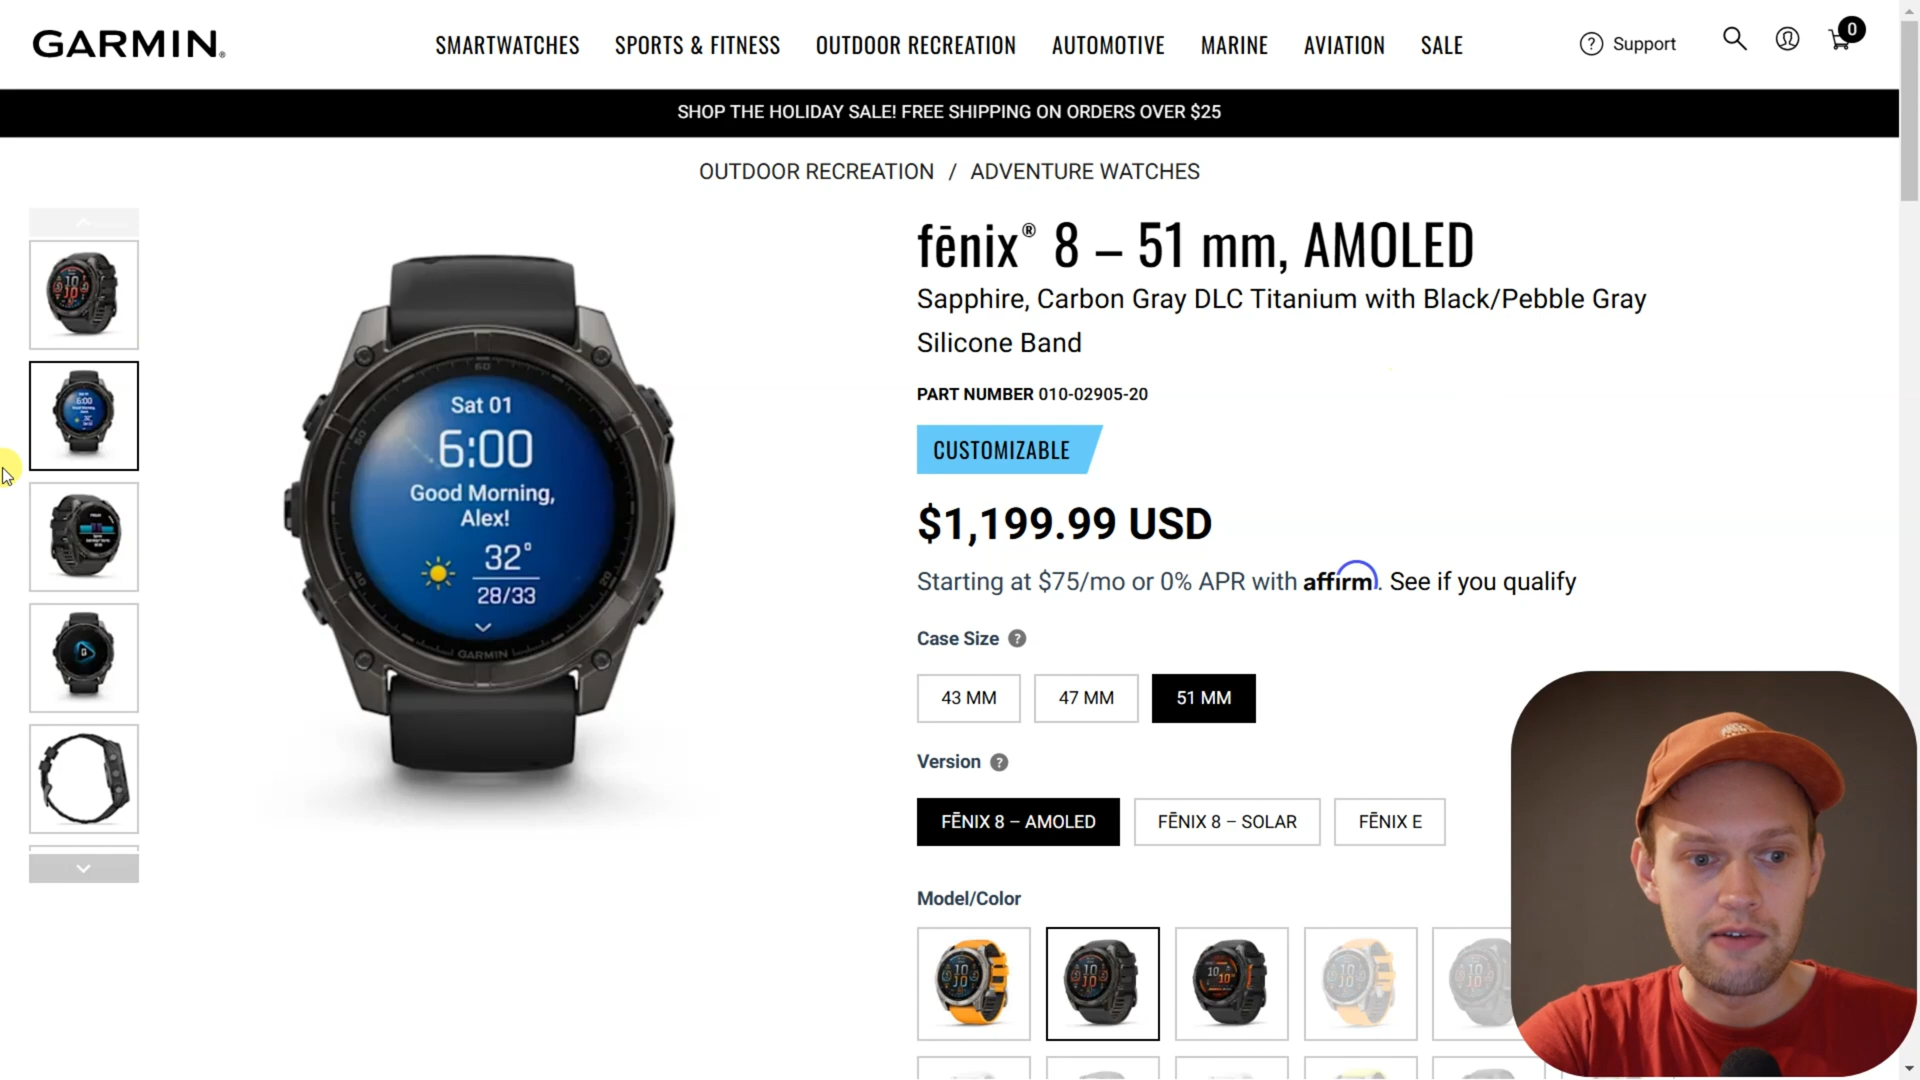 GARMIN®
SMARTWATCHES
SPORTS & FITNESS
OUTDOOR RECREATION
AUTOMOTIVE
MARINE
AVIATION
SALE
? Support
0
SHOP THE HOLIDAY SALE! FREE SHIPPING ON ORDERS OVER $25
OUTDOOR RECREATION / ADVENTURE WATCHES
fēnix® 8 – 51 mm, AMOLED
Sapphire, Carbon Gray DLC Titanium with Black/Pebble Gray
Silicone Band
PART NUMBER 010-02905-20
CUSTOMIZABLE
$1,199.99 USD
Starting at $75/mo or 0% APR with affirm. See if you qualify
Case Size ?
43 MM
47 MM
51 MM
Version ?
FĒNIX 8 – AMOLED
FĒNIX 8 – SOLAR
FĒNIX E
Model/Color
60
Sat 01
6:00
Good Morning,
Alex!
32°
28/33
50
40
20
GARMIN